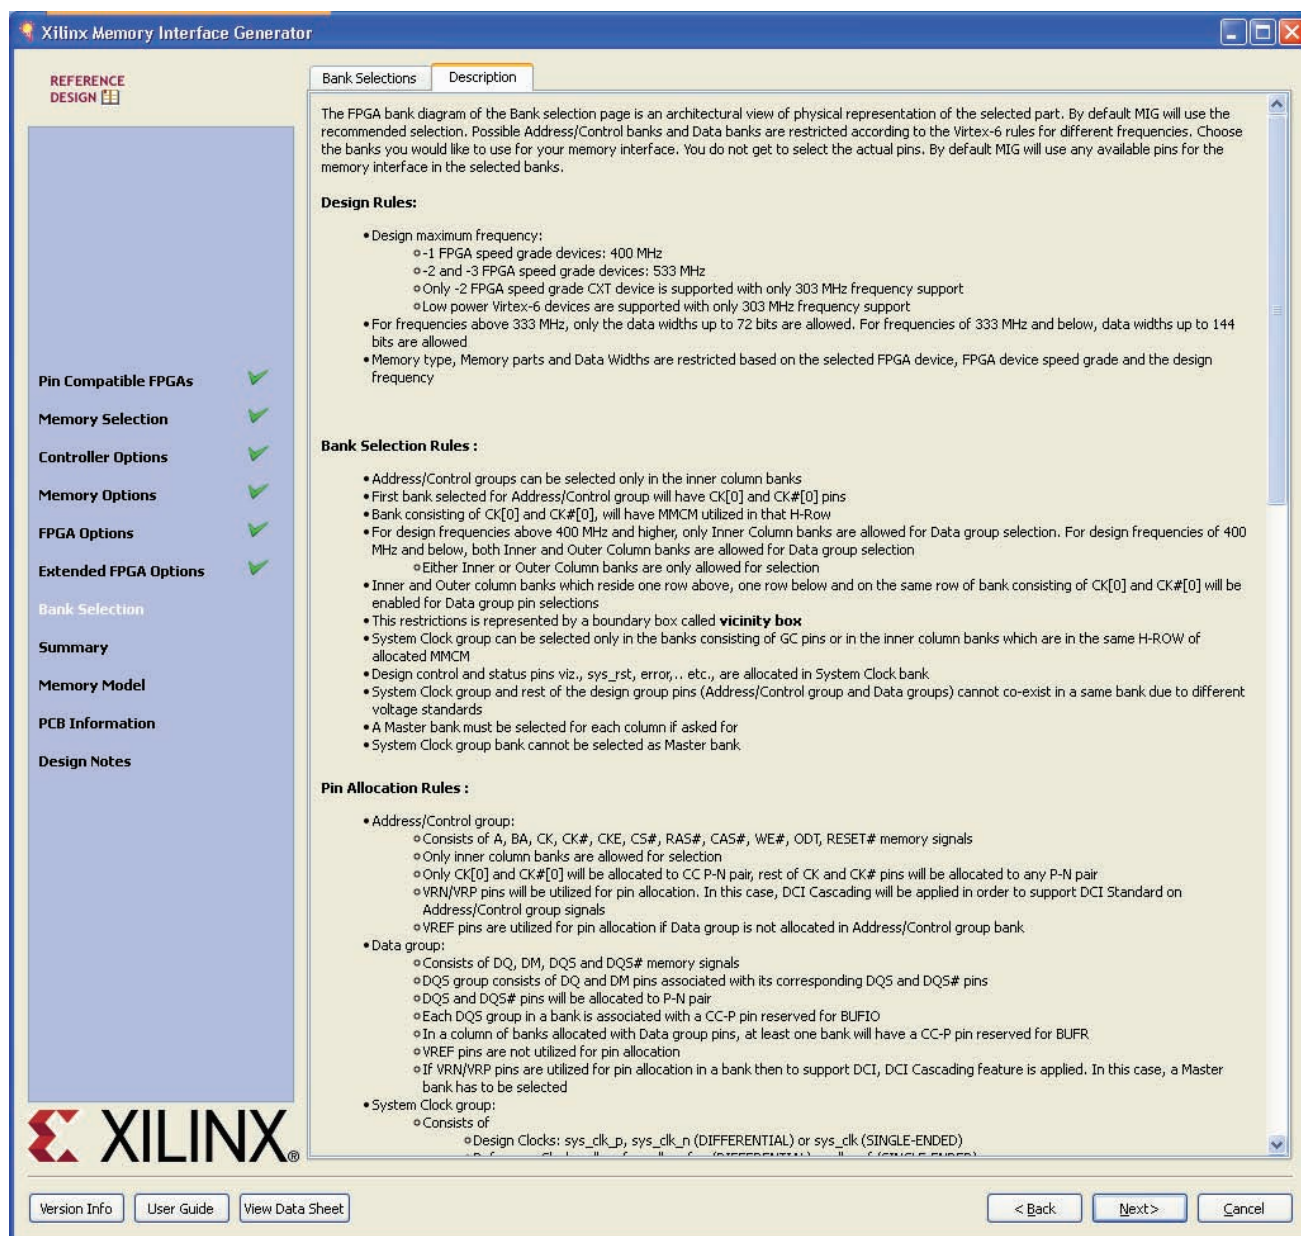 Xilinx Memory Interface Generator
REFERENCE
DESIGN
Pin Compatible FPGAs
Memory Selection
Controller Options
Memory Options
FPGA Options
Extended FPGA Options
Bank Selection
Summary
Memory Model
PCB Information
Design Notes
XILINX®
Bank Selections
Description
The FPGA bank diagram of the Bank selection page is an architectural view of physical representation of the selected part. By default MIG will use the
recommended selection. Possible Address/Control banks and Data banks are restricted according to the Virtex-6 rules for different frequencies. Choose
the banks you would like to use for your memory interface. You do not get to select the actual pins. By default MIG will use any available pins for the
memory interface in the selected banks.
Design Rules:
• Design maximum frequency:
-1 FPGA speed grade devices: 400 MHz
-2 and -3 FPGA speed grade devices: 533 MHz
Only -2 FPGA speed grade CXT device is supported with only 303 MHz frequency support
Low power Virtex-6 devices are supported with only 303 MHz frequency support
• For frequencies above 333 MHz, only the data widths up to 72 bits are allowed. For frequencies of 333 MHz and below, data widths up to 144
bits are allowed
• Memory type, Memory parts and Data Widths are restricted based on the selected FPGA device, FPGA device speed grade and the design
frequency
Bank Selection Rules :
• Address/Control groups can be selected only in the inner column banks
• First bank selected for Address/Control group will have CK[0] and CK#[0] pins
• Bank consisting of CK[0] and CK#[0], will have MMCM utilized in that H-Row
• For design frequencies above 400 MHz and higher, only Inner Column banks are allowed for Data group selection. For design frequencies of 400
MHz and below, both Inner and Outer Column banks are allowed for Data group selection
Either Inner or Outer Column banks are only allowed for selection
• Inner and Outer column banks which reside one row above, one row below and on the same row of bank consisting of CK[0] and CK#[0] will be
enabled for Data group pin selections
• This restrictions is represented by a boundary box called vicinity box
• System Clock group can be selected only in the banks consisting of GC pins or in the inner column banks which are in the same H-ROW of
allocated MMCM
• Design control and status pins viz., sys_rst, error,.. etc., are allocated in System Clock bank
• System Clock group and rest of the design group pins (Address/Control group and Data groups) cannot co-exist in a same bank due to different
voltage standards
• A Master bank must be selected for each column if asked for
• System Clock group bank cannot be selected as Master bank
Pin Allocation Rules :
• Address/Control group:
Consists of A, BA, CK, CK#, CKE, CS#, RAS#, CAS#, WE#, ODT, RESET# memory signals
Only inner column banks are allowed for selection
Only CK[0] and CK#[0] will be allocated to CC P-N pair, rest of CK and CK# pins will be allocated to any P-N pair
VRN/VRP pins will be utilized for pin allocation. In this case, DCI Cascading will be applied in order to support DCI Standard on
Address/Control group signals
VREF pins are utilized for pin allocation if Data group is not allocated in Address/Control group bank
• Data group:
Consists of DQ, DM, DQS and DQS# memory signals
DQS group consists of DQ and DM pins associated with its corresponding DQS and DQS# pins
DQS and DQS# pins will be allocated to P-N pair
Each DQS group in a bank is associated with a CC-P pin reserved for BUFIO
In a column of banks allocated with Data group pins, at least one bank will have a CC-P pin reserved for BUFR
VREF pins are not utilized for pin allocation
If VRN/VRP pins are utilized for pin allocation in a bank then to support DCI, DCI Cascading feature is applied. In this case, a Master
bank has to be selected
• System Clock group:
Consists of
Design Clocks: sys_clk_p, sys_clk_n (DIFFERENTIAL) or sys_clk (SINGLE-ENDED)
Version Info
User Guide
View Data Sheet
< Back
Next>
Cancel